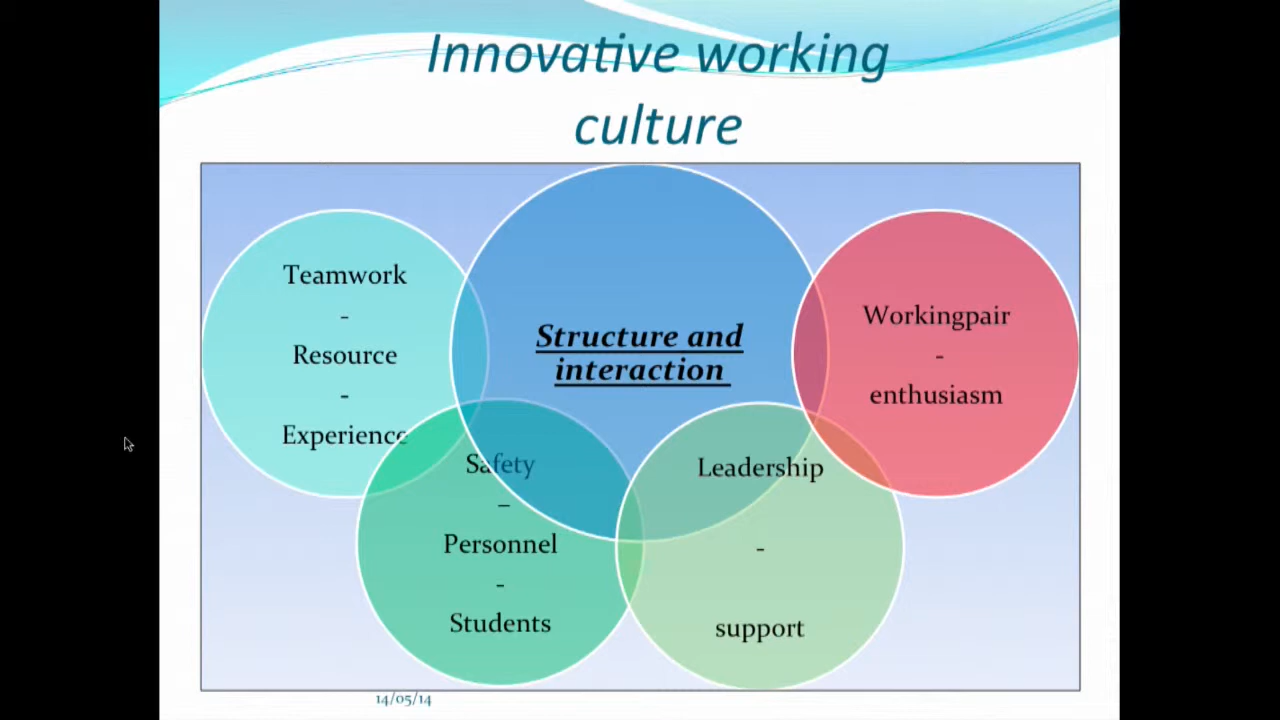 Innovative working
culture
Teamwork
-
Resource
-
Experience
Structure and
interaction
Workingpair
-
enthusiasm
Safety
–
Personnel
-
Students
Leadership
-
support
14/05/14